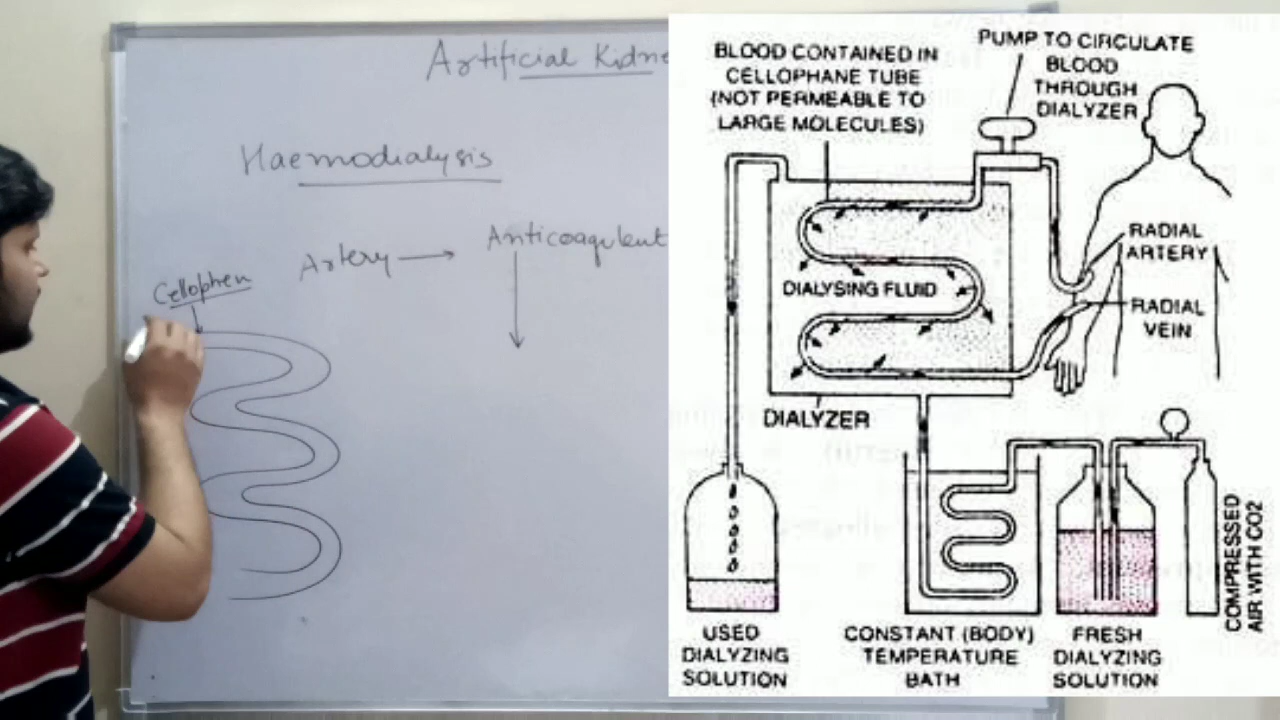 Artificial Kidne
Haemodialysis
Artery → Anticoagulent
Cellophen
BLOOD CONTAINED IN
CELLOPHANE TUBE
(NOT PERMEABLE TO
LARGE MOLECULES)
PUMP TO CIRCULATE
BLOOD
THROUGH
DIALYZER
RADIAL
ARTERY
DIALYSING FLUID
RADIAL
VEIN
DIALYZER
USED
DIALYZING
SOLUTION
CONSTANT (BODY)
TEMPERATURE
BATH
FRESH
DIALYZING
SOLUTION
COMPRESSED
AIR WITH CO2